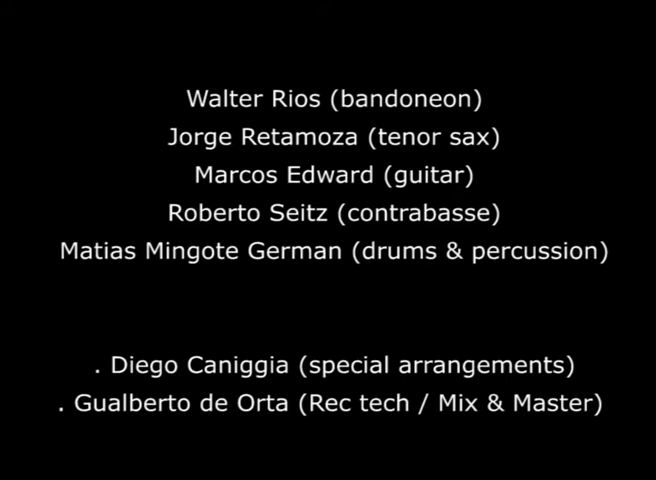 Walter Rios (bandoneon)
Jorge Retamoza (tenor sax)
Marcos Edward (guitar)
Roberto Seitz (contrabasse)
Matias Mingote German (drums & percussion)
. Diego Caniggia (special arrangements)
. Gualberto de Orta (Rec tech / Mix & Master)